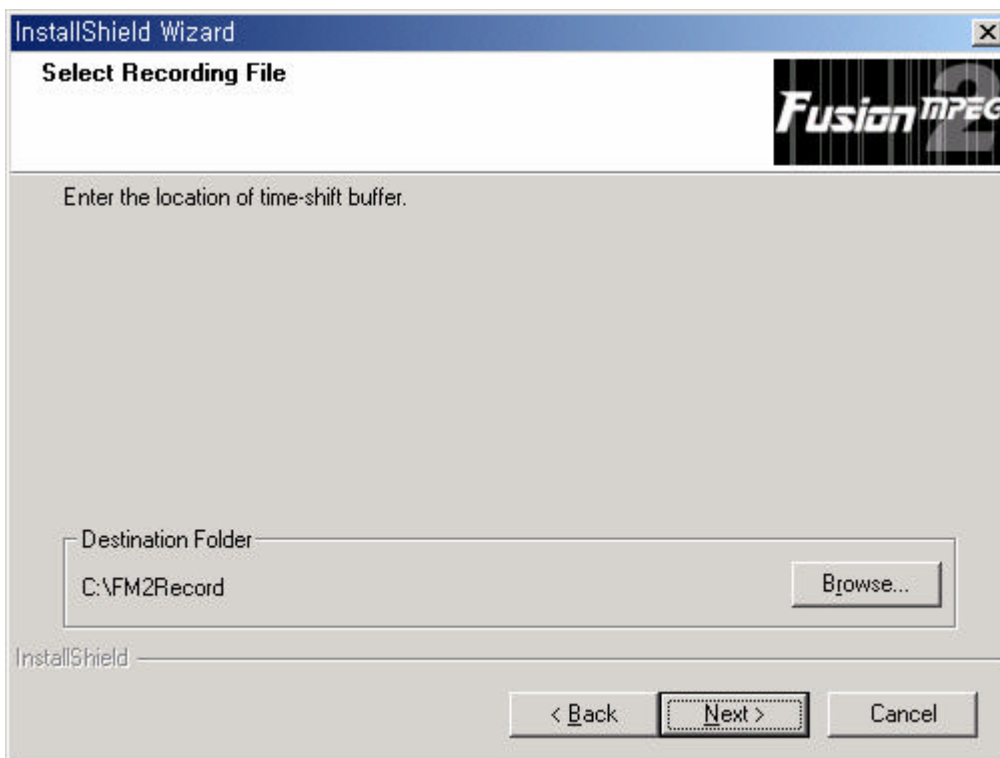 InstallShield Wizard
Select Recording File
Fusion MPEG 2
Enter the location of time-shift buffer.
Destination Folder
C:\FM2Record
Browse...
InstallShield
< Back
Next >
Cancel